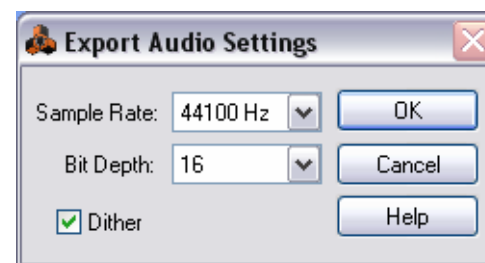 Export Audio Settings
Sample Rate: 44100 Hz OK
Bit Depth: 16 Cancel
Dither Help